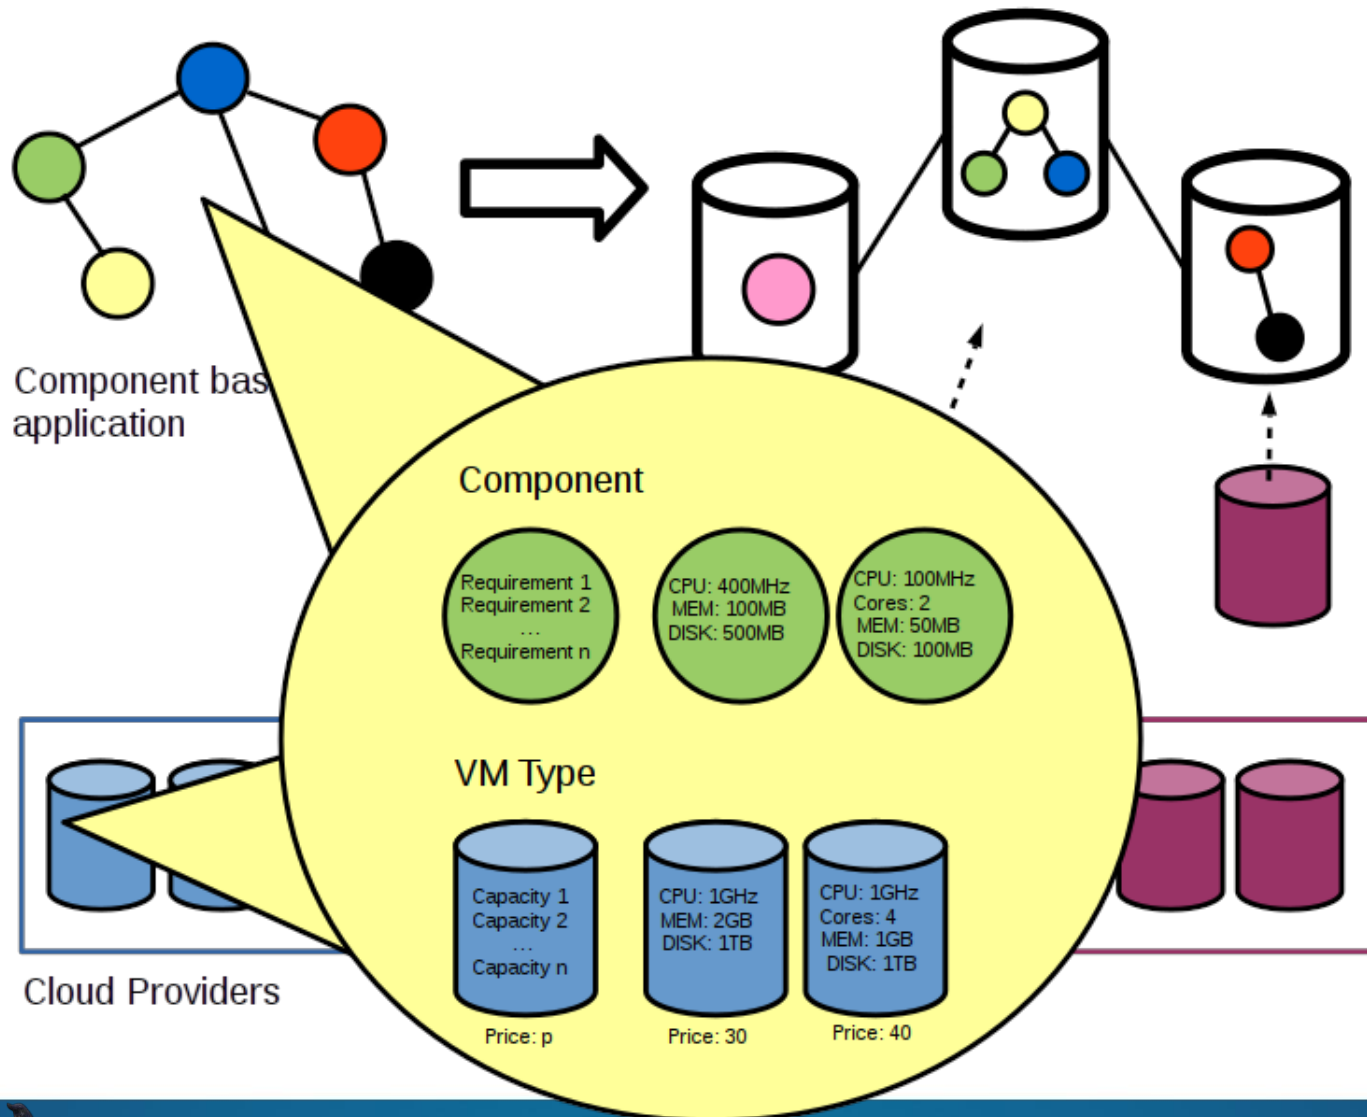 Component bas
application
Component
Requirement 1
Requirement 2
...
Requirement n
CPU: 400MHz
MEM: 100MB
DISK: 500MB
CPU: 100MHz
Cores: 2
MEM: 50MB
DISK: 100MB
VM Type
Capacity 1
Capacity 2
...
Capacity n
Price: p
CPU: 1GHz
MEM: 2GB
DISK: 1TB
Price: 30
CPU: 1GHz
Cores: 4
MEM: 1GB
DISK: 1TB
Price: 40
Cloud Providers